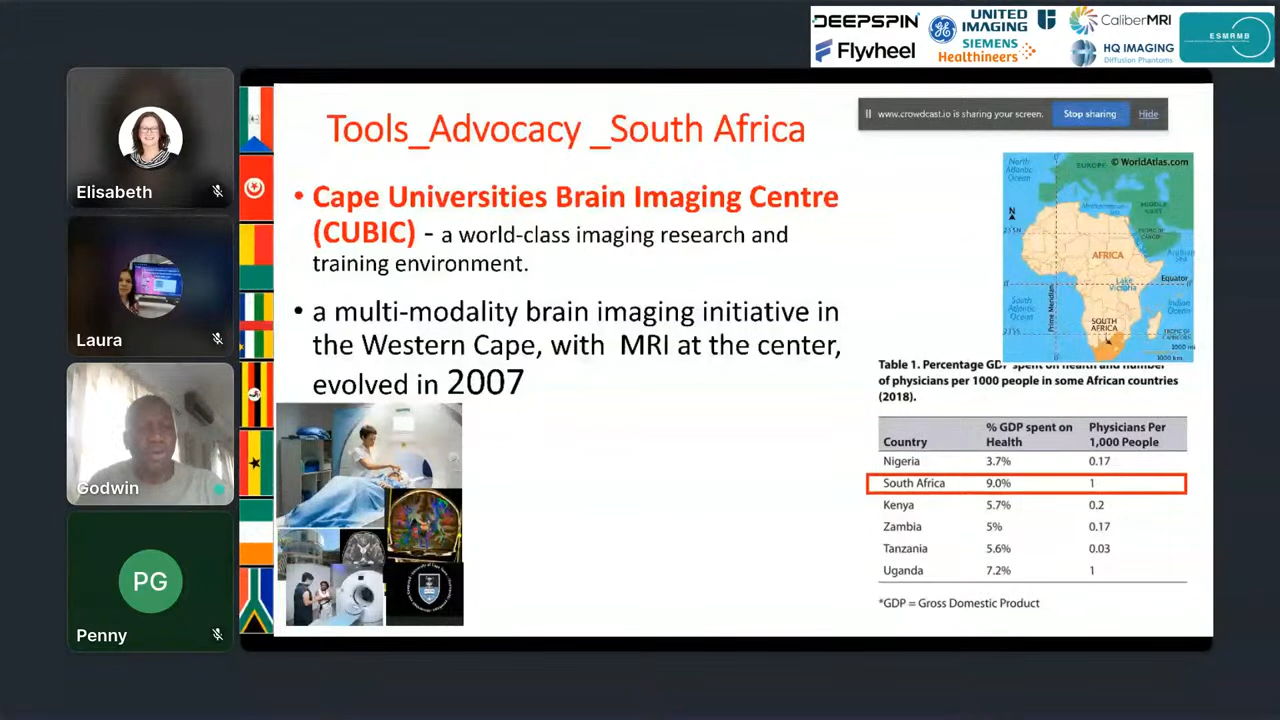 DEEPSPIN
Flywheel
UNITED
IMAGING
SIEMENS
Healthineers
CaliberMRI
HQ IMAGING
Diffusion Phantoms
ESMRMB
Elisabeth
Laura
Godwin
PG
Penny
www.crowdcast.io is sharing your screen.
Stop sharing
Hide
Tools_Advocacy _South Africa
• Cape Universities Brain Imaging Centre
(CUBIC) - a world-class imaging research and
training environment.
• a multi-modality brain imaging initiative in
the Western Cape, with MRI at the center,
evolved in 2007
© WorldAtlas.com
EUROPE
North
Atlantic
Ocean
N
AFRICA
Lake
Victoria
Equator
South
Atlantic
Ocean
Prime Meridian
Indian
Ocean
SOUTH
AFRICA
1000 mi
1000 km
Table 1. Percentage GDP spent on health and number
of physicians per 1000 people in some African countries
(2018).
Country % GDP spent on Health Physicians Per 1,000 People
Nigeria 3.7% 0.17
South Africa 9.0% 1
Kenya 5.7% 0.2
Zambia 5% 0.17
Tanzania 5.6% 0.03
Uganda 7.2% 1
*GDP = Gross Domestic Product